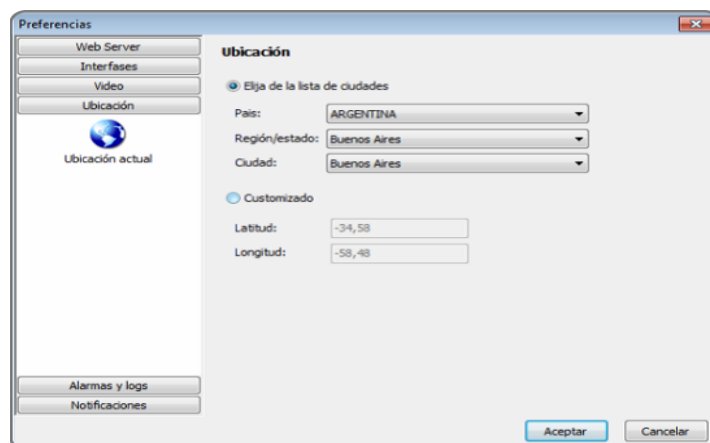 Preferencias
Web Server
Interfases
Video
Ubicación
Ubicación actual
Alarmas y logs
Notificaciones
Ubicación
Elija de la lista de ciudades
Pais: ARGENTINA
Región/estado: Buenos Aires
Ciudad: Buenos Aires
Customizado
Latitud: -34,58
Longitud: -58,48
Aceptar Cancelar